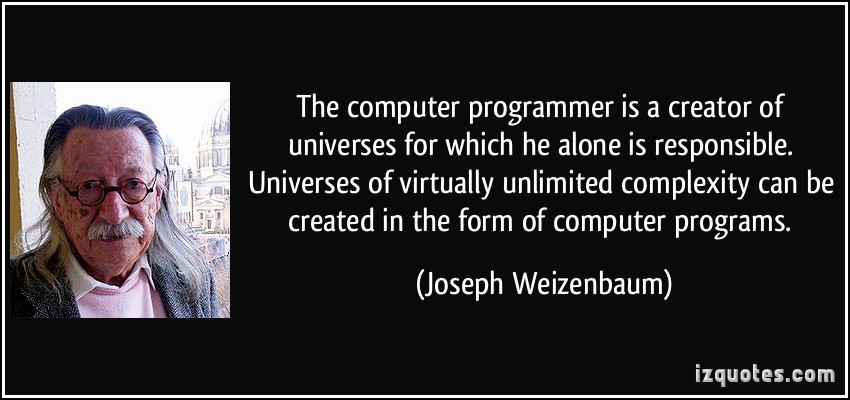 The computer programmer is a creator of
universes for which he alone is responsible.
Universes of virtually unlimited complexity can be
created in the form of computer programs.
(Joseph Weizenbaum)
izquotes.com